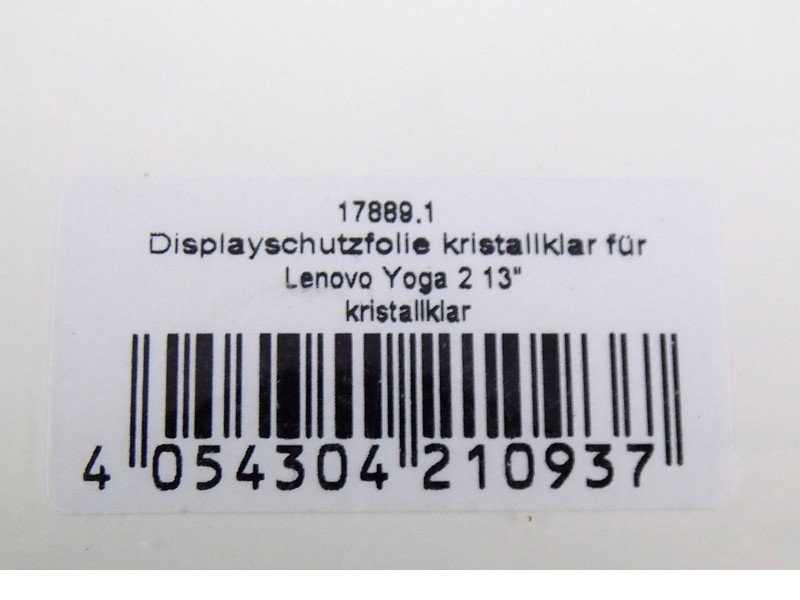 17889.1
Displayschutzfolie kristallklar für
Lenovo Yoga 2 13"
kristallklar
4 054304 210937